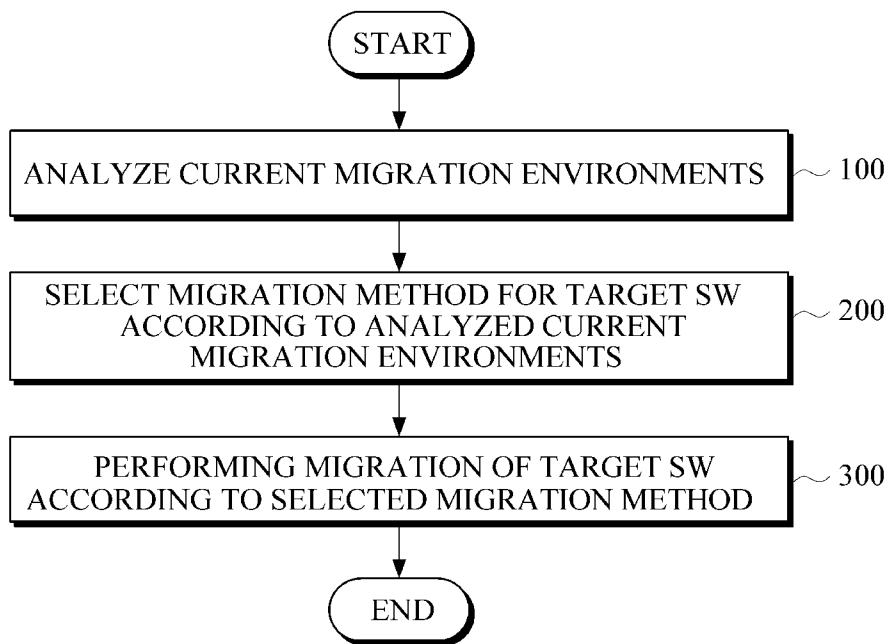 START
ANALYZE CURRENT MIGRATION ENVIRONMENTS
100
SELECT MIGRATION METHOD FOR TARGET SW
ACCORDING TO ANALYZED CURRENT
MIGRATION ENVIRONMENTS
200
PERFORMING MIGRATION OF TARGET SW
ACCORDING TO SELECTED MIGRATION METHOD
300
END